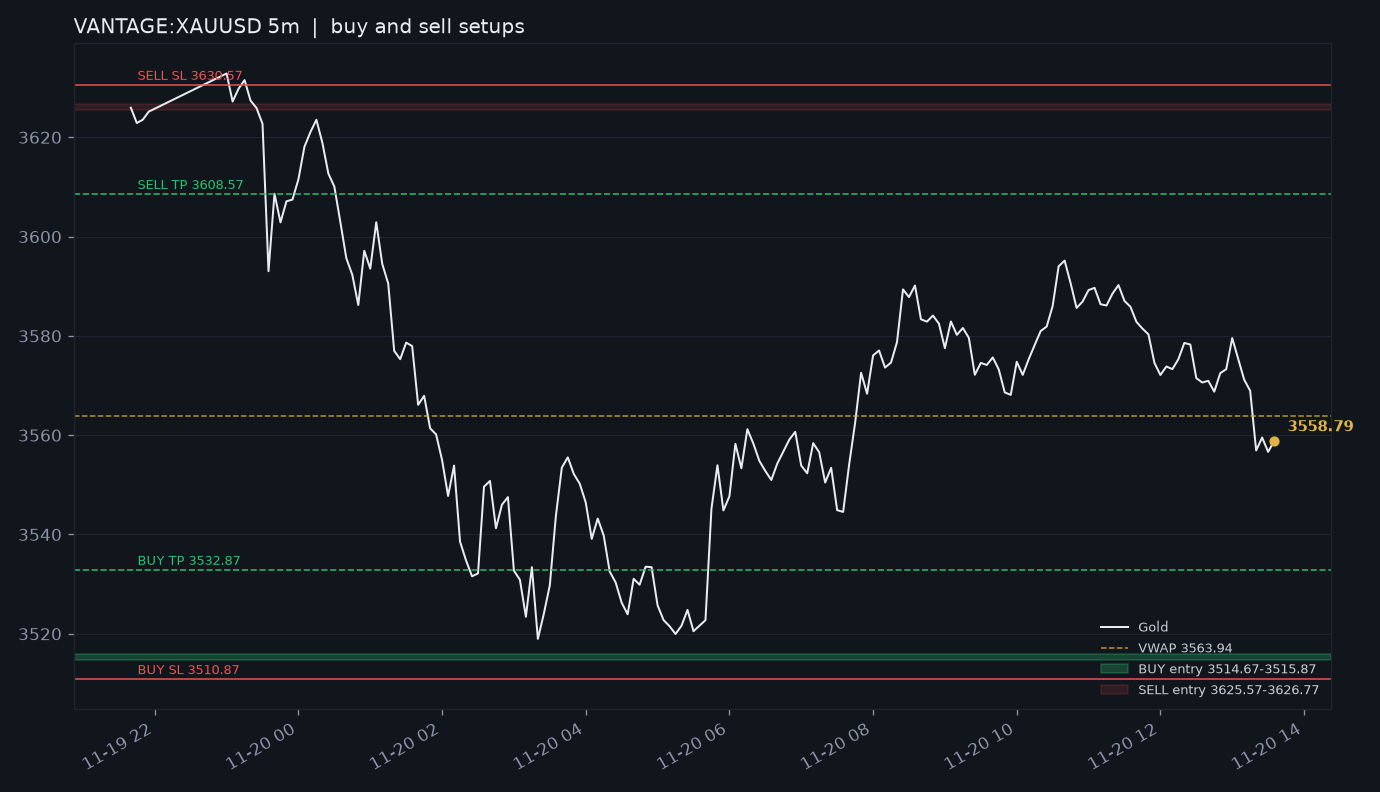 VANTAGE:XAUUSD 5m | buy and sell setups
SELL SL 3630.57
3620
SELL TP 3608.57
3600
3580
3560
3558.79
3540
BUY TP 3532.87
3520
BUY SL 3510.87
Gold
VWAP 3563.94
BUY entry 3514.67-3515.87
SELL entry 3625.57-3626.77
11-19 22
11-20 00
11-20 02
11-20 04
11-20 06
11-20 08
11-20 10
11-20 12
11-20 14